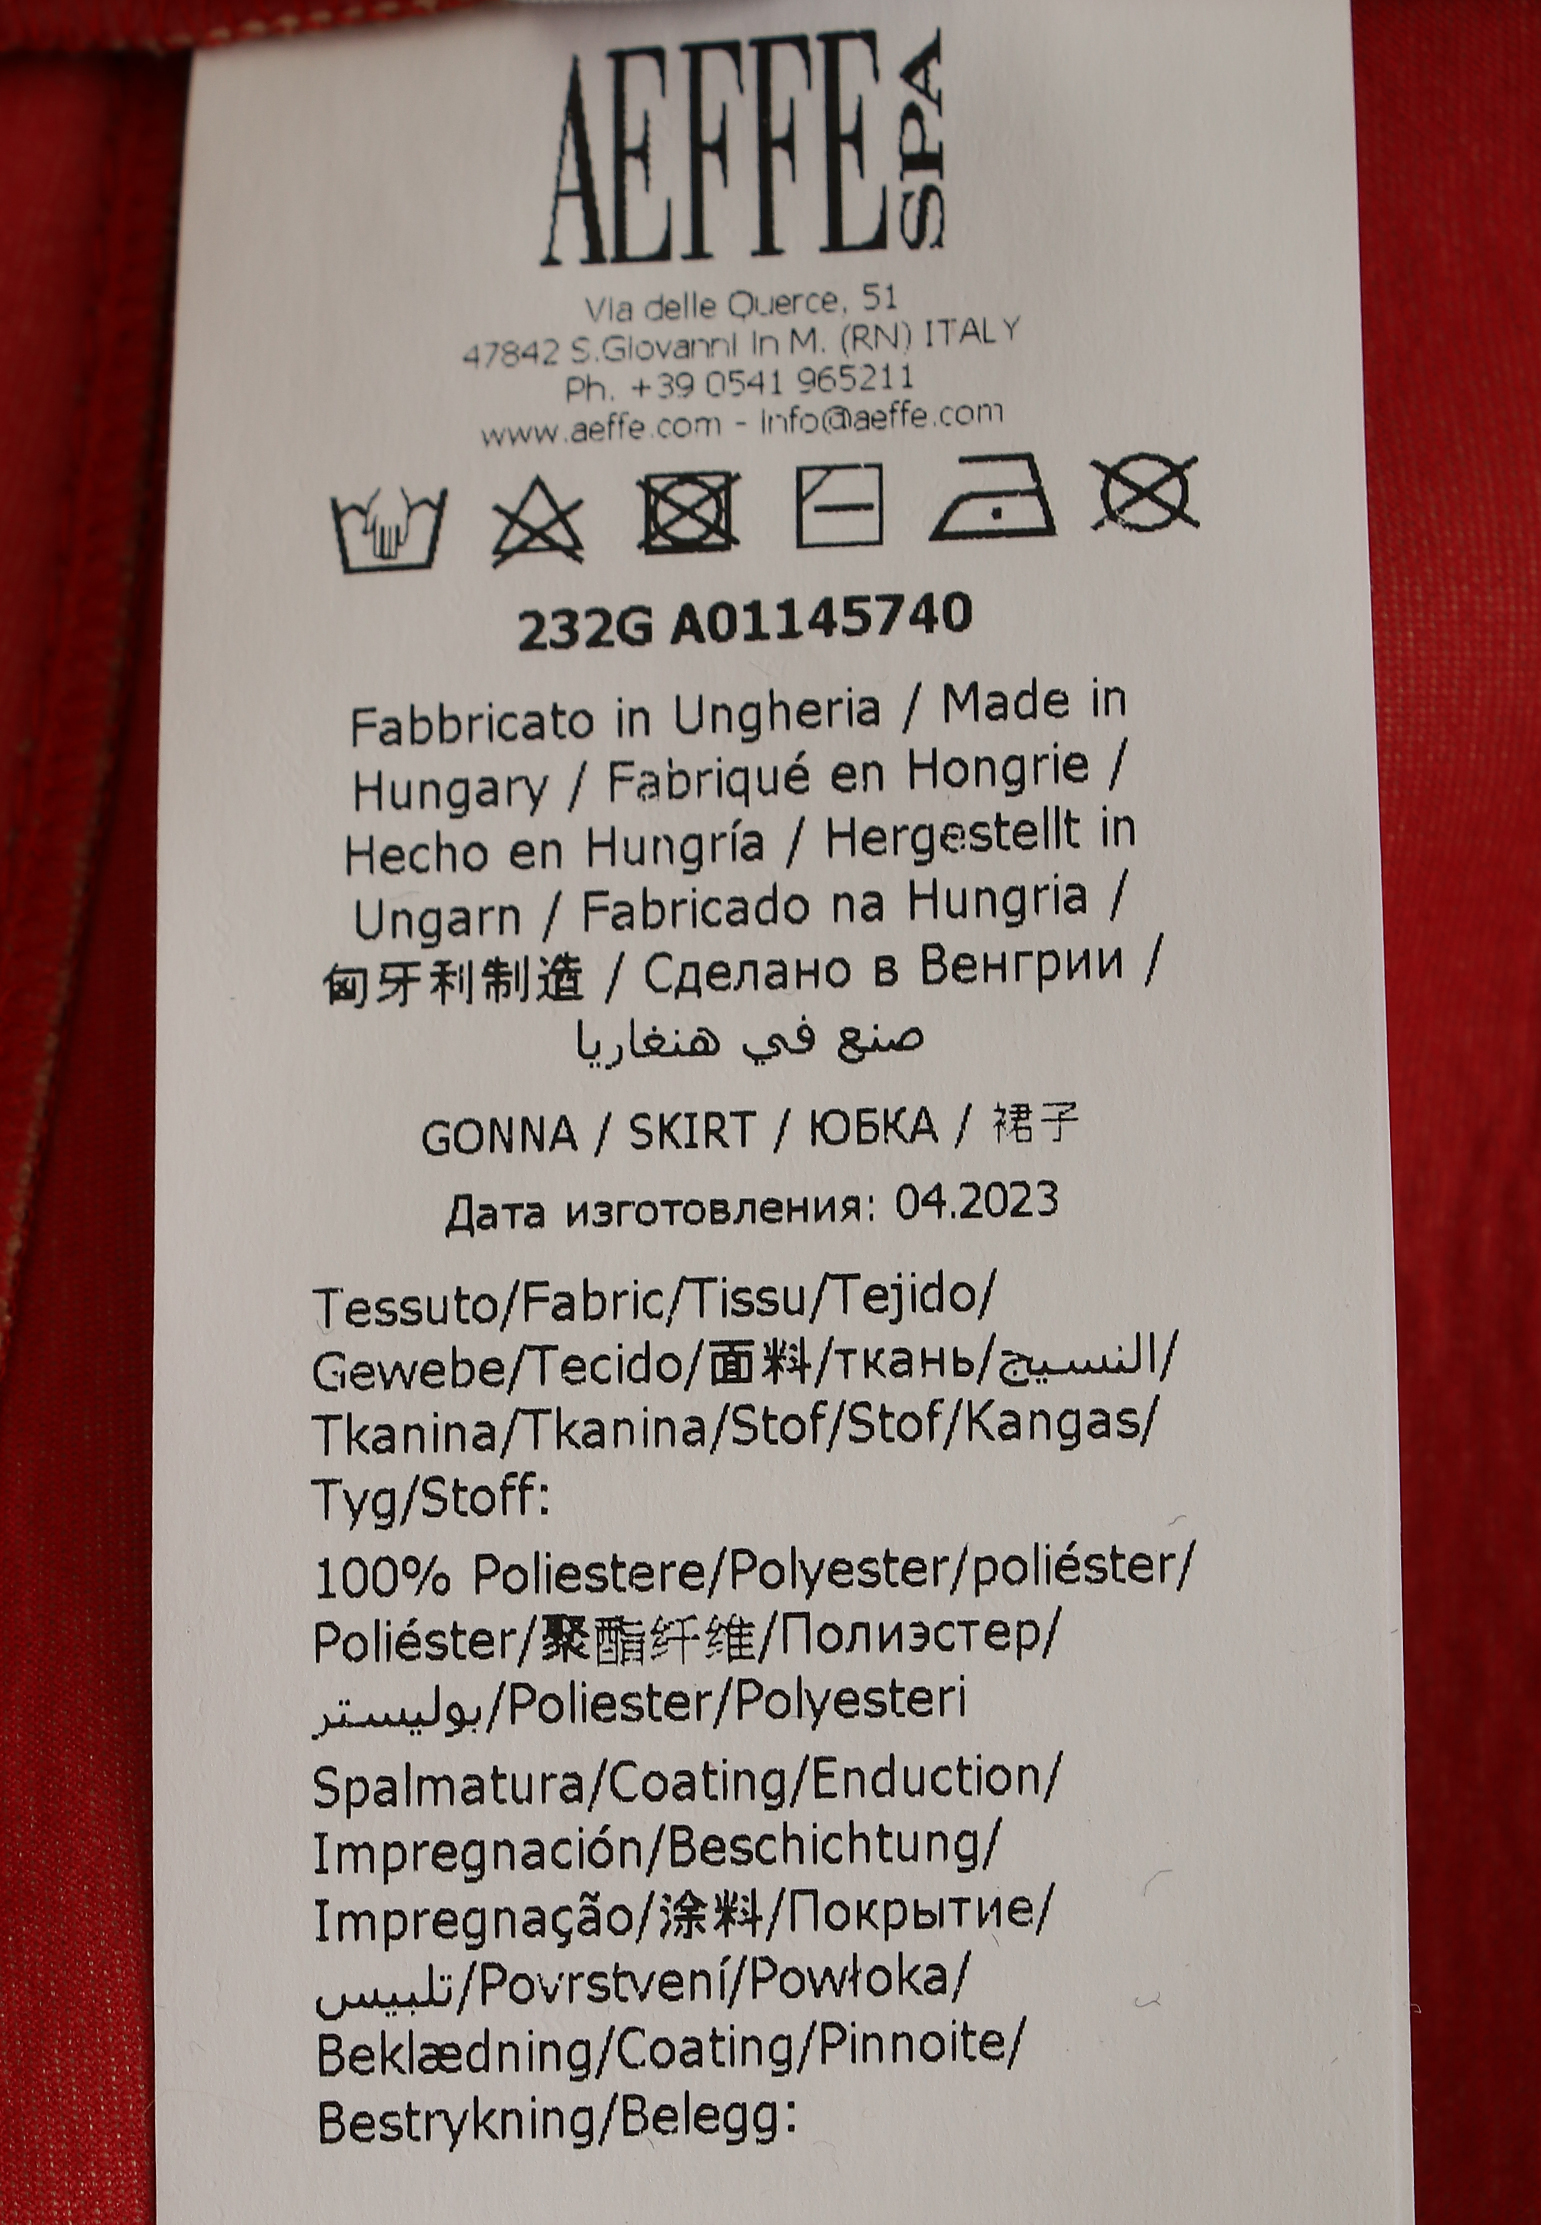 AEFFE SPA
Via delle Querce, 51
47842 S.Giovanni in M. (RN) ITALY
Ph. +39 0541 965211
www.aeffe.com - info@aeffe.com
232G A01145740
Fabbricato in Ungheria / Made in
Hungary / Fabriqué en Hongrie /
Hecho en Hungría / Hergestellt in
Ungarn / Fabricado na Hungria /
匈牙利制造 / Сделано в Венгрии /
صنع في هنغاريا
GONNA / SKIRT / ЮБКА / 裙子
Дата изготовления: 04.2023
Tessuto/Fabric/Tissu/Tejido/
Gewebe/Tecido/面料/ткань/النسيج/
Tkanina/Tkanina/Stof/Stof/Kangas/
Tyg/Stoff:
100% Poliestere/Polyester/poliéster/
Poliéster/聚酯纤维/Полиэстер/
بوليستر/Poliester/Polyesteri
Spalmatura/Coating/Enduction/
Impregnación/Beschichtung/
Impregnação/涂料/Покрытие/
تلبيس/Povrstvení/Powłoka/
Beklædning/Coating/Pinnoite/
Bestrykning/Belegg: